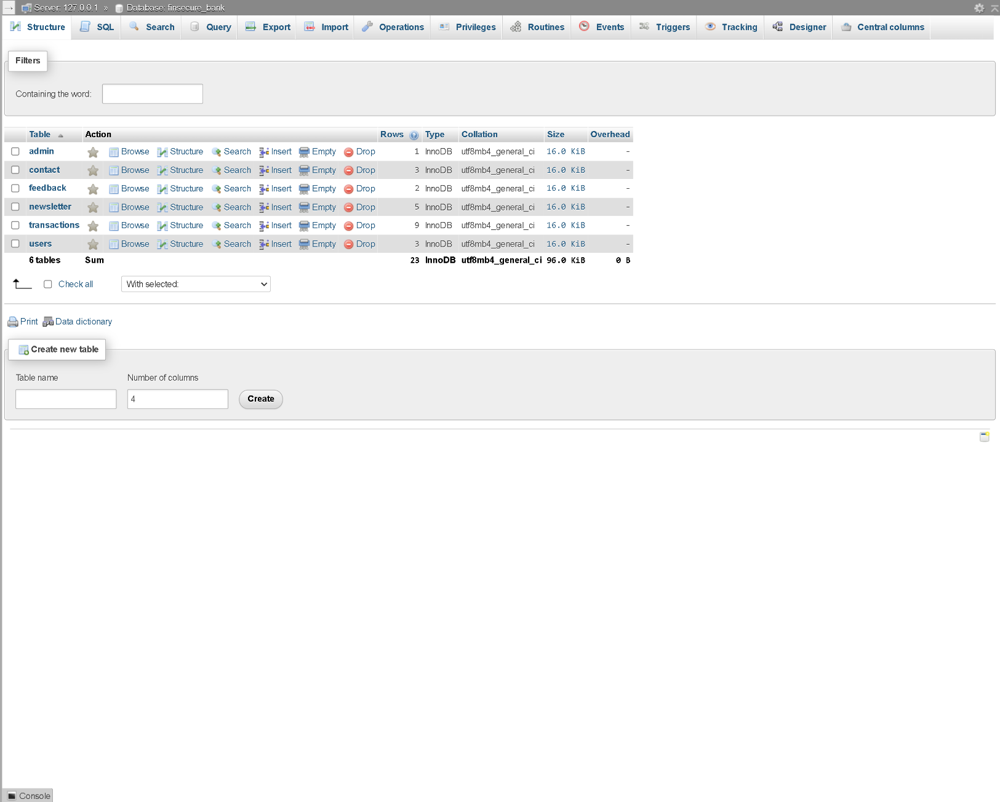 Server: 127.0.0.1 » Database: finsecure_bank
Structure SQL Search Query Export Import Operations Privileges Routines Events Triggers Tracking Designer Central columns
Filters
Containing the word:
Table Action Rows Type Collation Size Overhead
admin Browse Structure Search Insert Empty Drop 1 InnoDB utf8mb4_general_ci 16.0 KiB -
contact Browse Structure Search Insert Empty Drop 3 InnoDB utf8mb4_general_ci 16.0 KiB -
feedback Browse Structure Search Insert Empty Drop 2 InnoDB utf8mb4_general_ci 16.0 KiB -
newsletter Browse Structure Search Insert Empty Drop 5 InnoDB utf8mb4_general_ci 16.0 KiB -
transactions Browse Structure Search Insert Empty Drop 9 InnoDB utf8mb4_general_ci 16.0 KiB -
users Browse Structure Search Insert Empty Drop 3 InnoDB utf8mb4_general_ci 16.0 KiB -
6 tables Sum 23 InnoDB utf8mb4_general_ci 96.0 KiB 0 B
Check all With selected:
Print Data dictionary
Create new table
Table name Number of columns
4 Create
Console